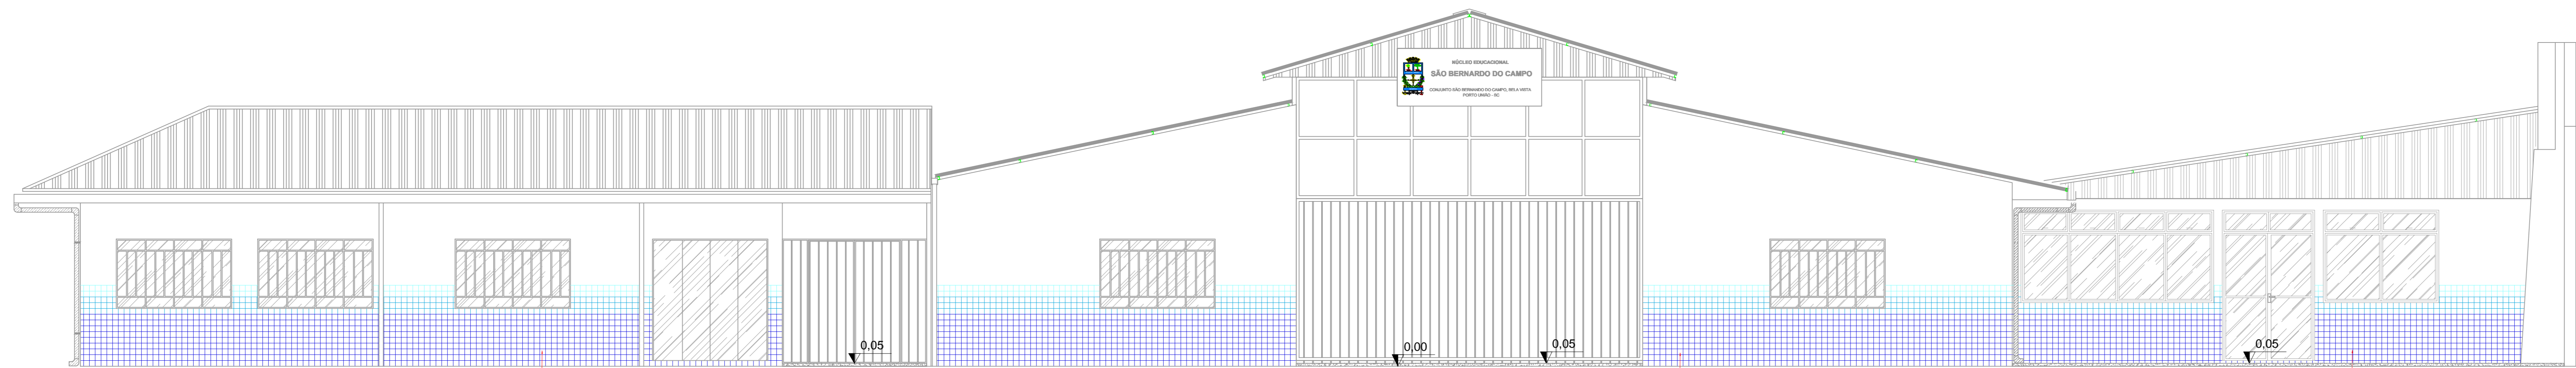 NÚCLEO EDUCACIONAL
SÃO BERNARDO DO CAMPO
CONJUNTO SÃO BERNANDO DO CAMPO, BELA VISTA
PORTO UNIÃO - SC
0,05
0,00
0,05
0,05